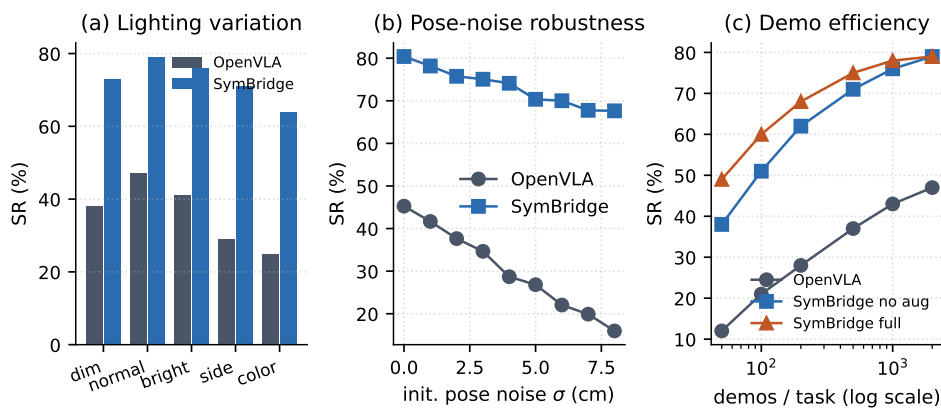 (a) Lighting variation
OpenVLA
SymBridge
SR (%)
80
60
40
20
0
dim
normal
bright
side
color
(b) Pose-noise robustness
OpenVLA
SymBridge
SR (%)
80
70
60
50
40
30
20
0.0
2.5
5.0
7.5
init. pose noise σ (cm)
(c) Demo efficiency
OpenVLA
SymBridge no aug
SymBridge full
SR (%)
80
70
60
50
40
30
20
10
10²
10³
demos / task (log scale)